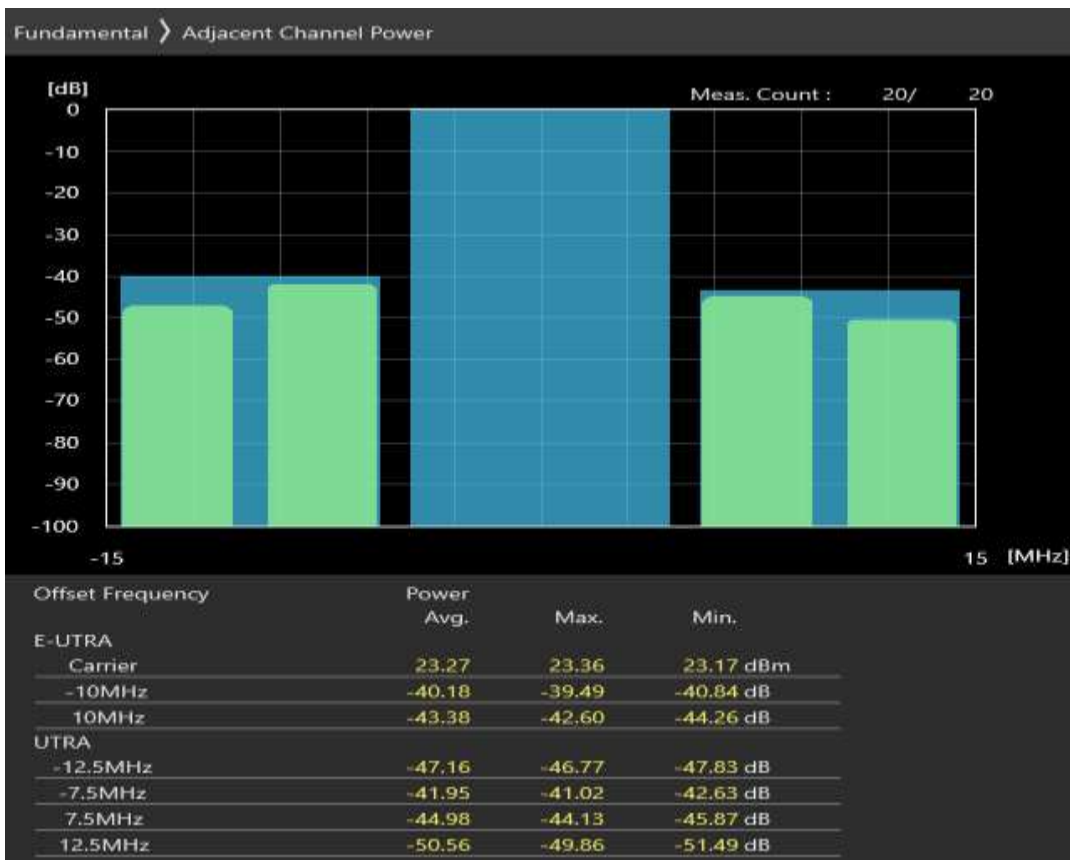 Fundamental ❯ Adjacent Channel Power
[dB]
Meas. Count : 20/ 20
0
-10
-20
-30
-40
-50
-60
-70
-80
-90
-100
-15 15 [MHz]
Offset Frequency Power
Avg. Max. Min.
E-UTRA
Carrier 23.27 23.36 23.17 dBm
-10MHz -40.18 -39.49 -40.84 dB
10MHz -43.38 -42.60 -44.26 dB
UTRA
-12.5MHz -47.16 -46.77 -47.83 dB
-7.5MHz -41.95 -41.02 -42.63 dB
7.5MHz -44.98 -44.13 -45.87 dB
12.5MHz -50.56 -49.86 -51.49 dB